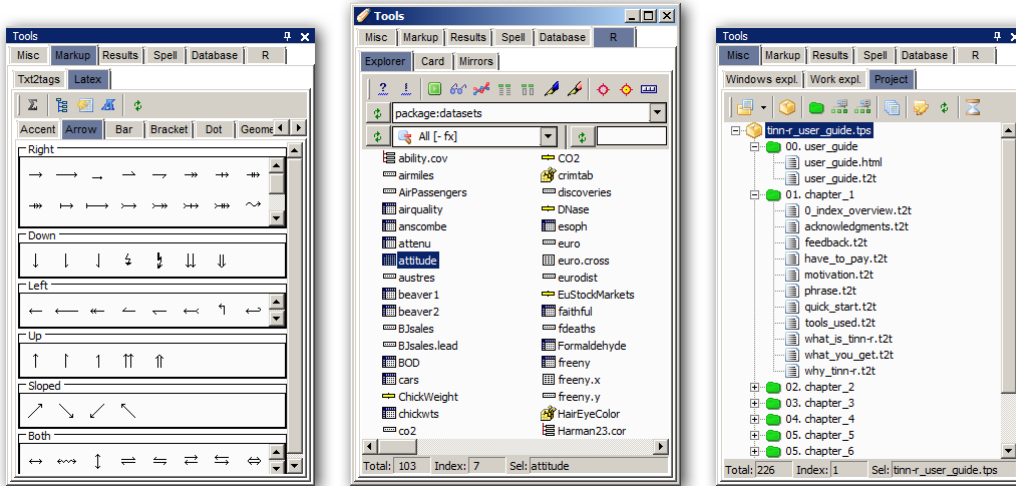 Tools
Misc Markup Results Spell Database R
Txt2tags Latex
Accent Arrow Bar Bracket Dot Geome
Right
Down
Left
Up
Sloped
Both
Tools
Misc Markup Results Spell Database R
Explorer Card Mirrors
package:datasets
All [- fx]
ability.cov
airmiles
AirPassengers
airquality
anscombe
attenu
attitude
austres
beaver1
beaver2
BJsales
BJsales.lead
BOD
cars
ChickWeight
chickwts
co2
CO2
crimtab
discoveries
DNase
esoph
euro
euro.cross
eurodist
EuStockMarkets
faithful
fdeaths
Formaldehyde
freeny
freeny.x
freeny.y
HairEyeColor
Harman23.cor
Total: 103 Index: 7 Sel: attitude
Tools
Misc Markup Results Spell Database R
Windows expl. Work expl. Project
tinn-r_user_guide.tps
00. user_guide
user_guide.html
user_guide.t2t
01. chapter_1
0_index_overview.t2t
acknowledgments.t2t
feedback.t2t
have_to_pay.t2t
motivation.t2t
phrase.t2t
quick_start.t2t
tools_used.t2t
what_is_tinn-r.t2t
what_you_get.t2t
why_tinn-r.t2t
02. chapter_2
03. chapter_3
04. chapter_4
05. chapter_5
05. chapter_6
Total: 226 Index: 1 Sel: tinn-r_user_guide.tps